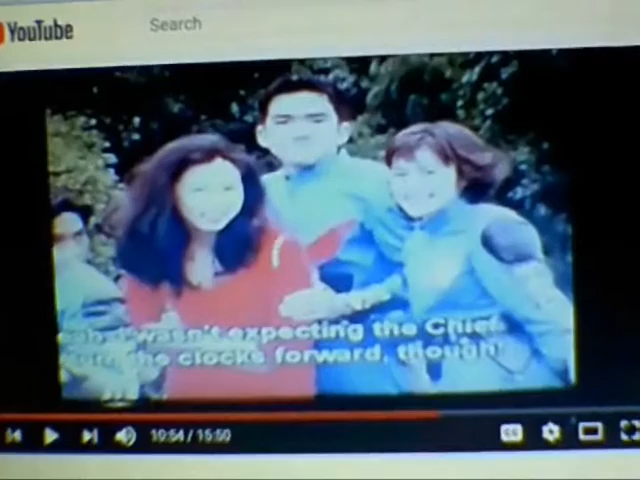 YouTube
Search
wasn't expecting the Chief
the clocks forward, though
10:54 / 15:50